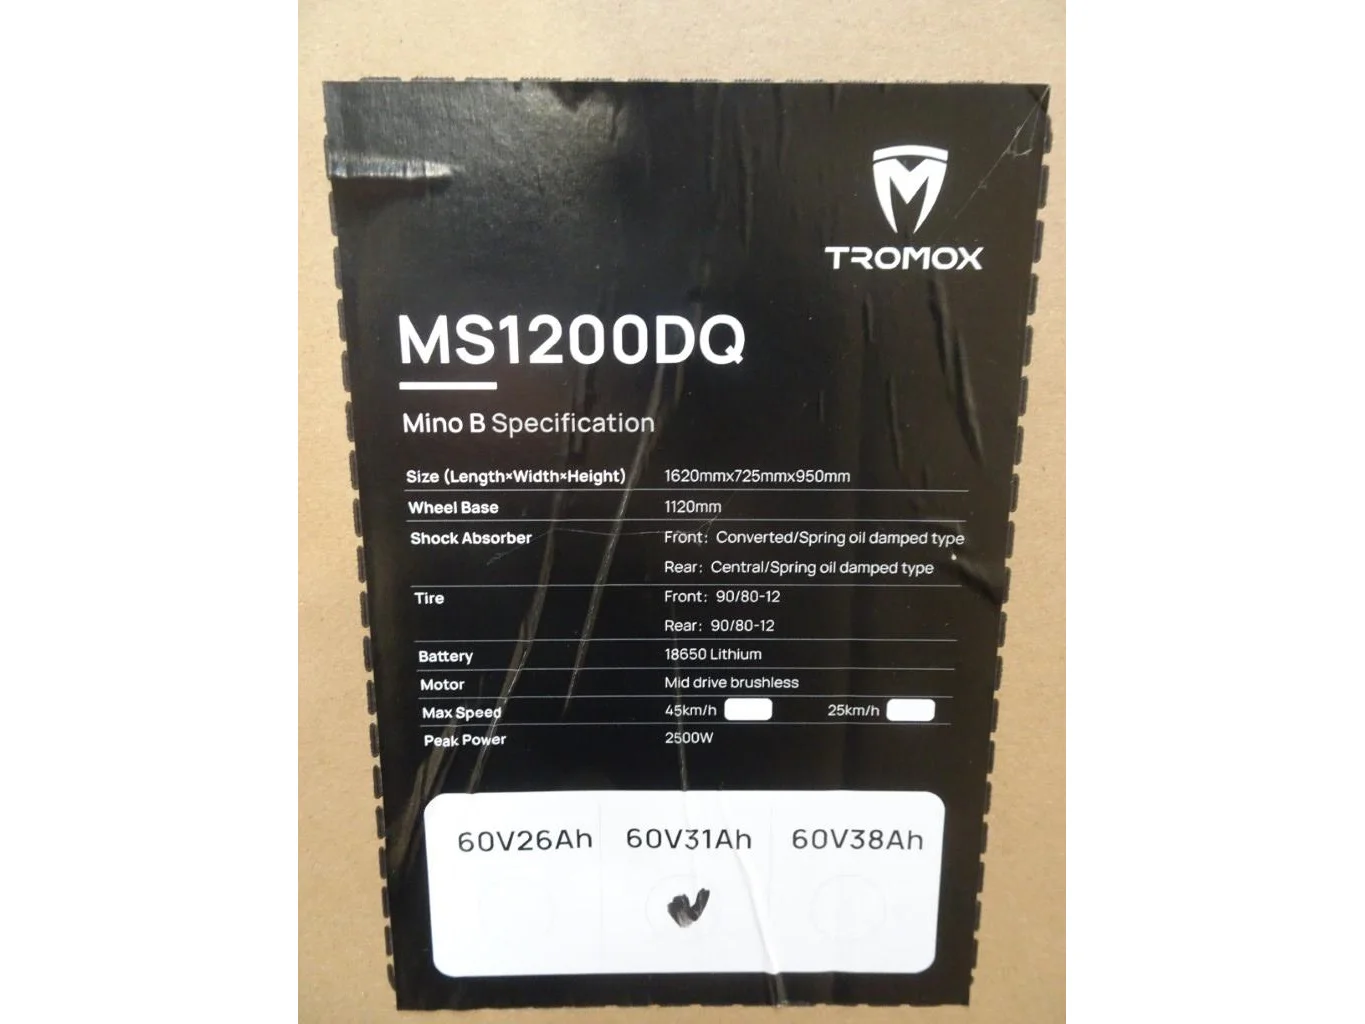 TROMOX
MS1200DQ
Mino B Specification
Size (Length×Width×Height) 1620mmx725mmx950mm
Wheel Base 1120mm
Shock Absorber Front: Converted/Spring oil damped type
Rear: Central/Spring oil damped type
Tire Front: 90/80-12
Rear: 90/80-12
Battery 18650 Lithium
Motor Mid drive brushless
Max Speed 45km/h 25km/h
Peak Power 2500W
60V26Ah 60V31Ah 60V38Ah